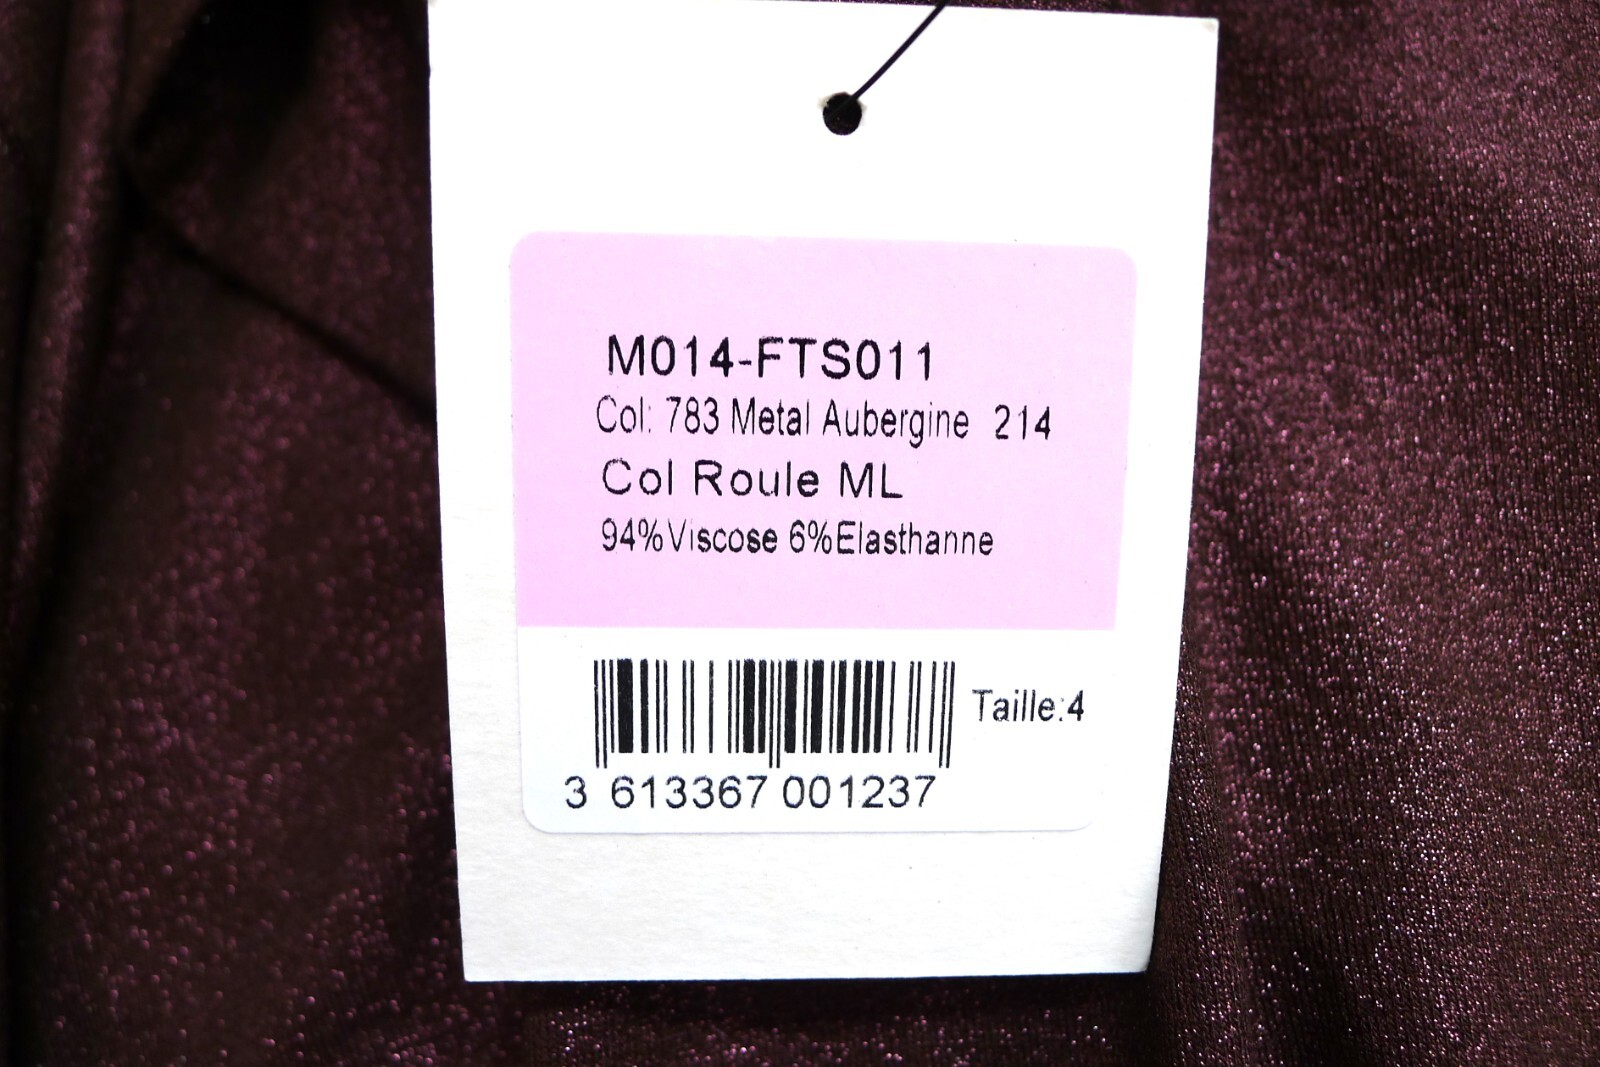 M014-FTS011
Col: 783 Metal Aubergine 214
Col Roule ML
94%Viscose 6%Elasthanne
Taille:4
3 613367 001237